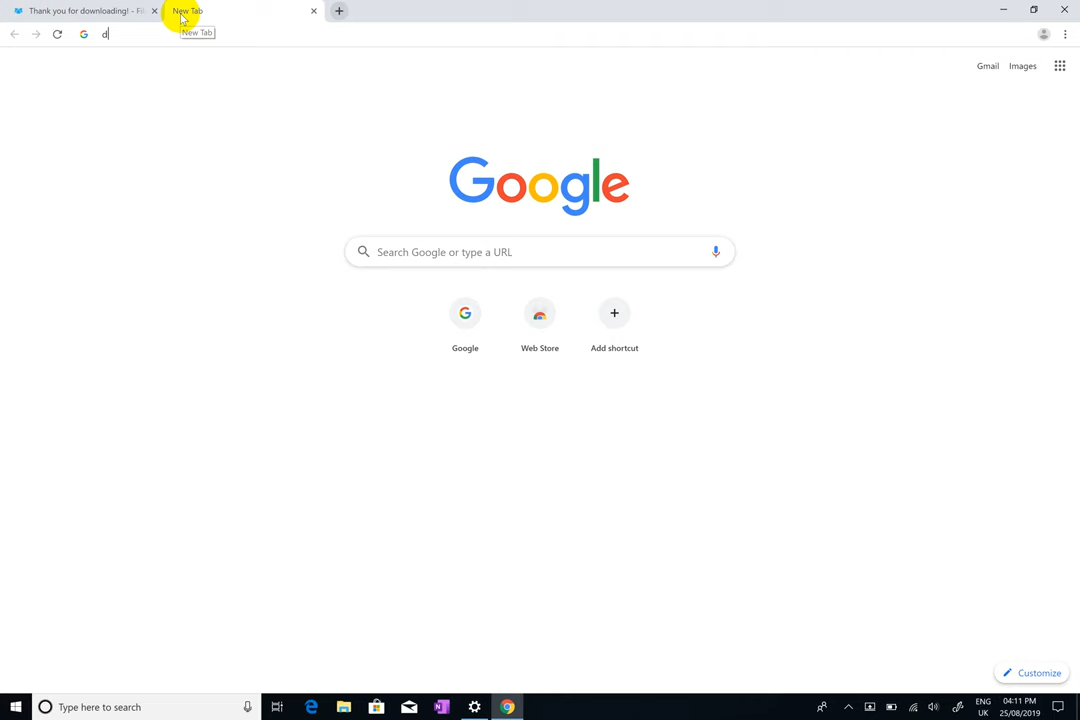 Thank you for downloading! - Fil
New Tab
d
New Tab
Gmail
Images
Google
Search Google or type a URL
Google
Web Store
Add shortcut
Customize
Type here to search
ENG
UK
04:11 PM
25/08/2019